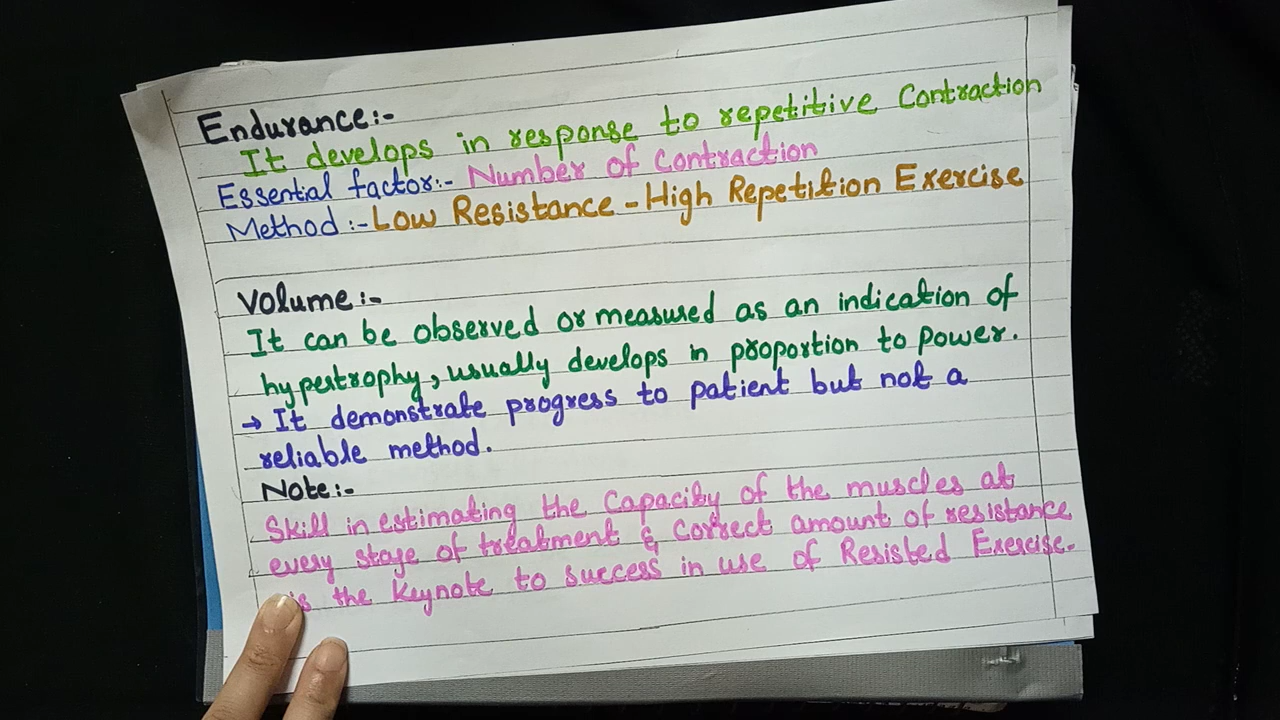 Endurance:-
It develops in response to repetitive Contraction
Essential factor:- Number of Contraction
Method:- Low Resistance - High Repetition Exercise
Volume:-
It can be observed or measured as an indication of
hypertrophy, usually develops in proportion to power.
→ It demonstrate progress to patient but not a
reliable method.
Note:-
Skill in estimating the Capacity of the muscles at
every stage of treatment & Correct amount of resistance
is the Keynote to success in use of Resisted Exercise.